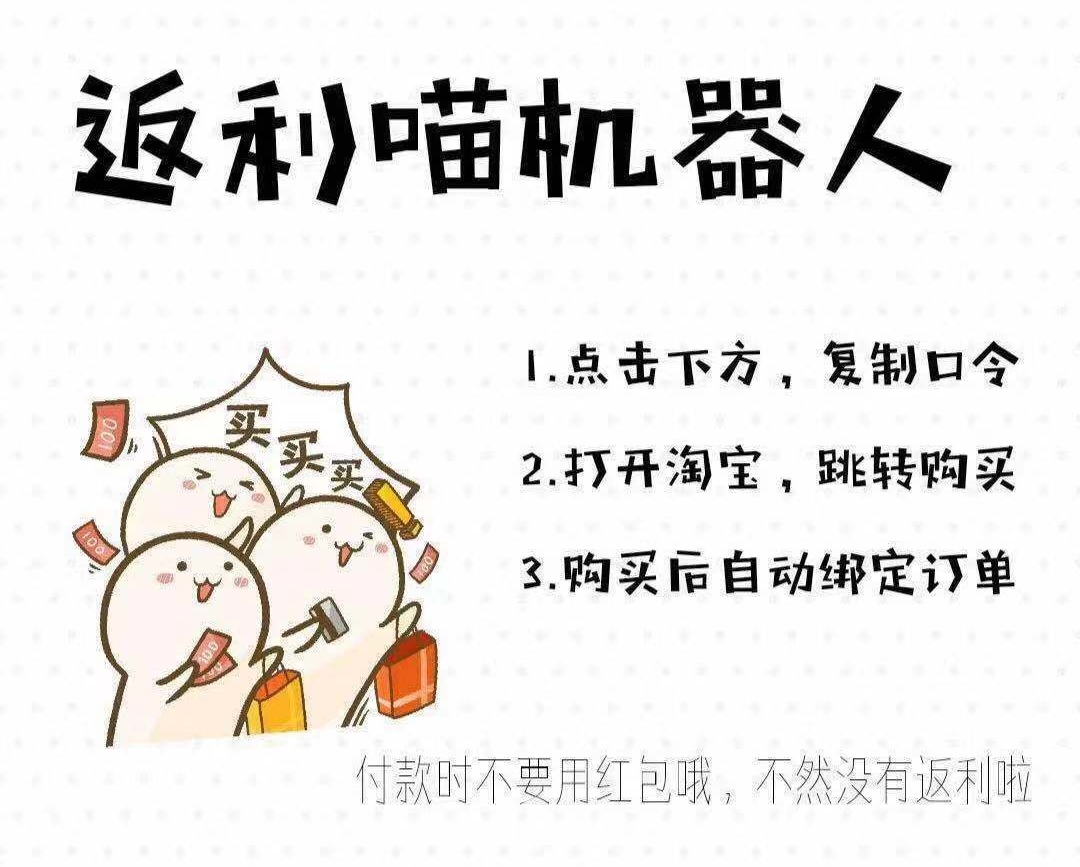 返利喵机器人
买
买
买
100
100
100
100
100
1.点击下方，复制口令
2.打开淘宝，跳转购买
3.购买后自动绑定订单
付款时不要用红包哦，不然没有返利啦